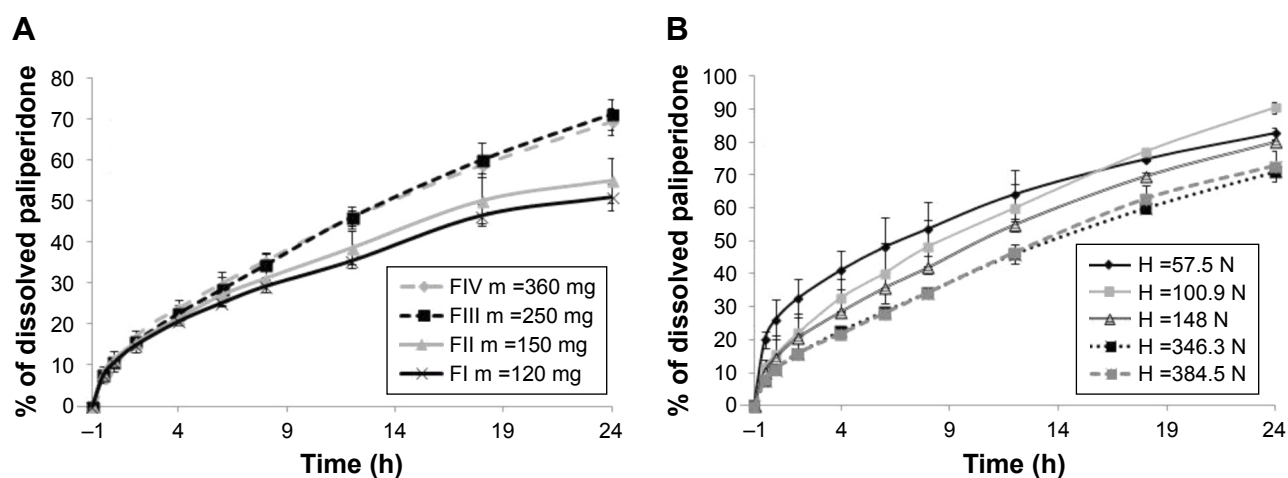 A
% of dissolved paliperidone
80
70
60
50
40
30
20
10
0
–1 4 9 14 19 24
Time (h)
FIV m =360 mg
FIII m =250 mg
FII m =150 mg
FI m =120 mg
B
% of dissolved paliperidone
100
90
80
70
60
50
40
30
20
10
0
–1 4 9 14 19 24
Time (h)
H =57.5 N
H =100.9 N
H =148 N
H =346.3 N
H =384.5 N